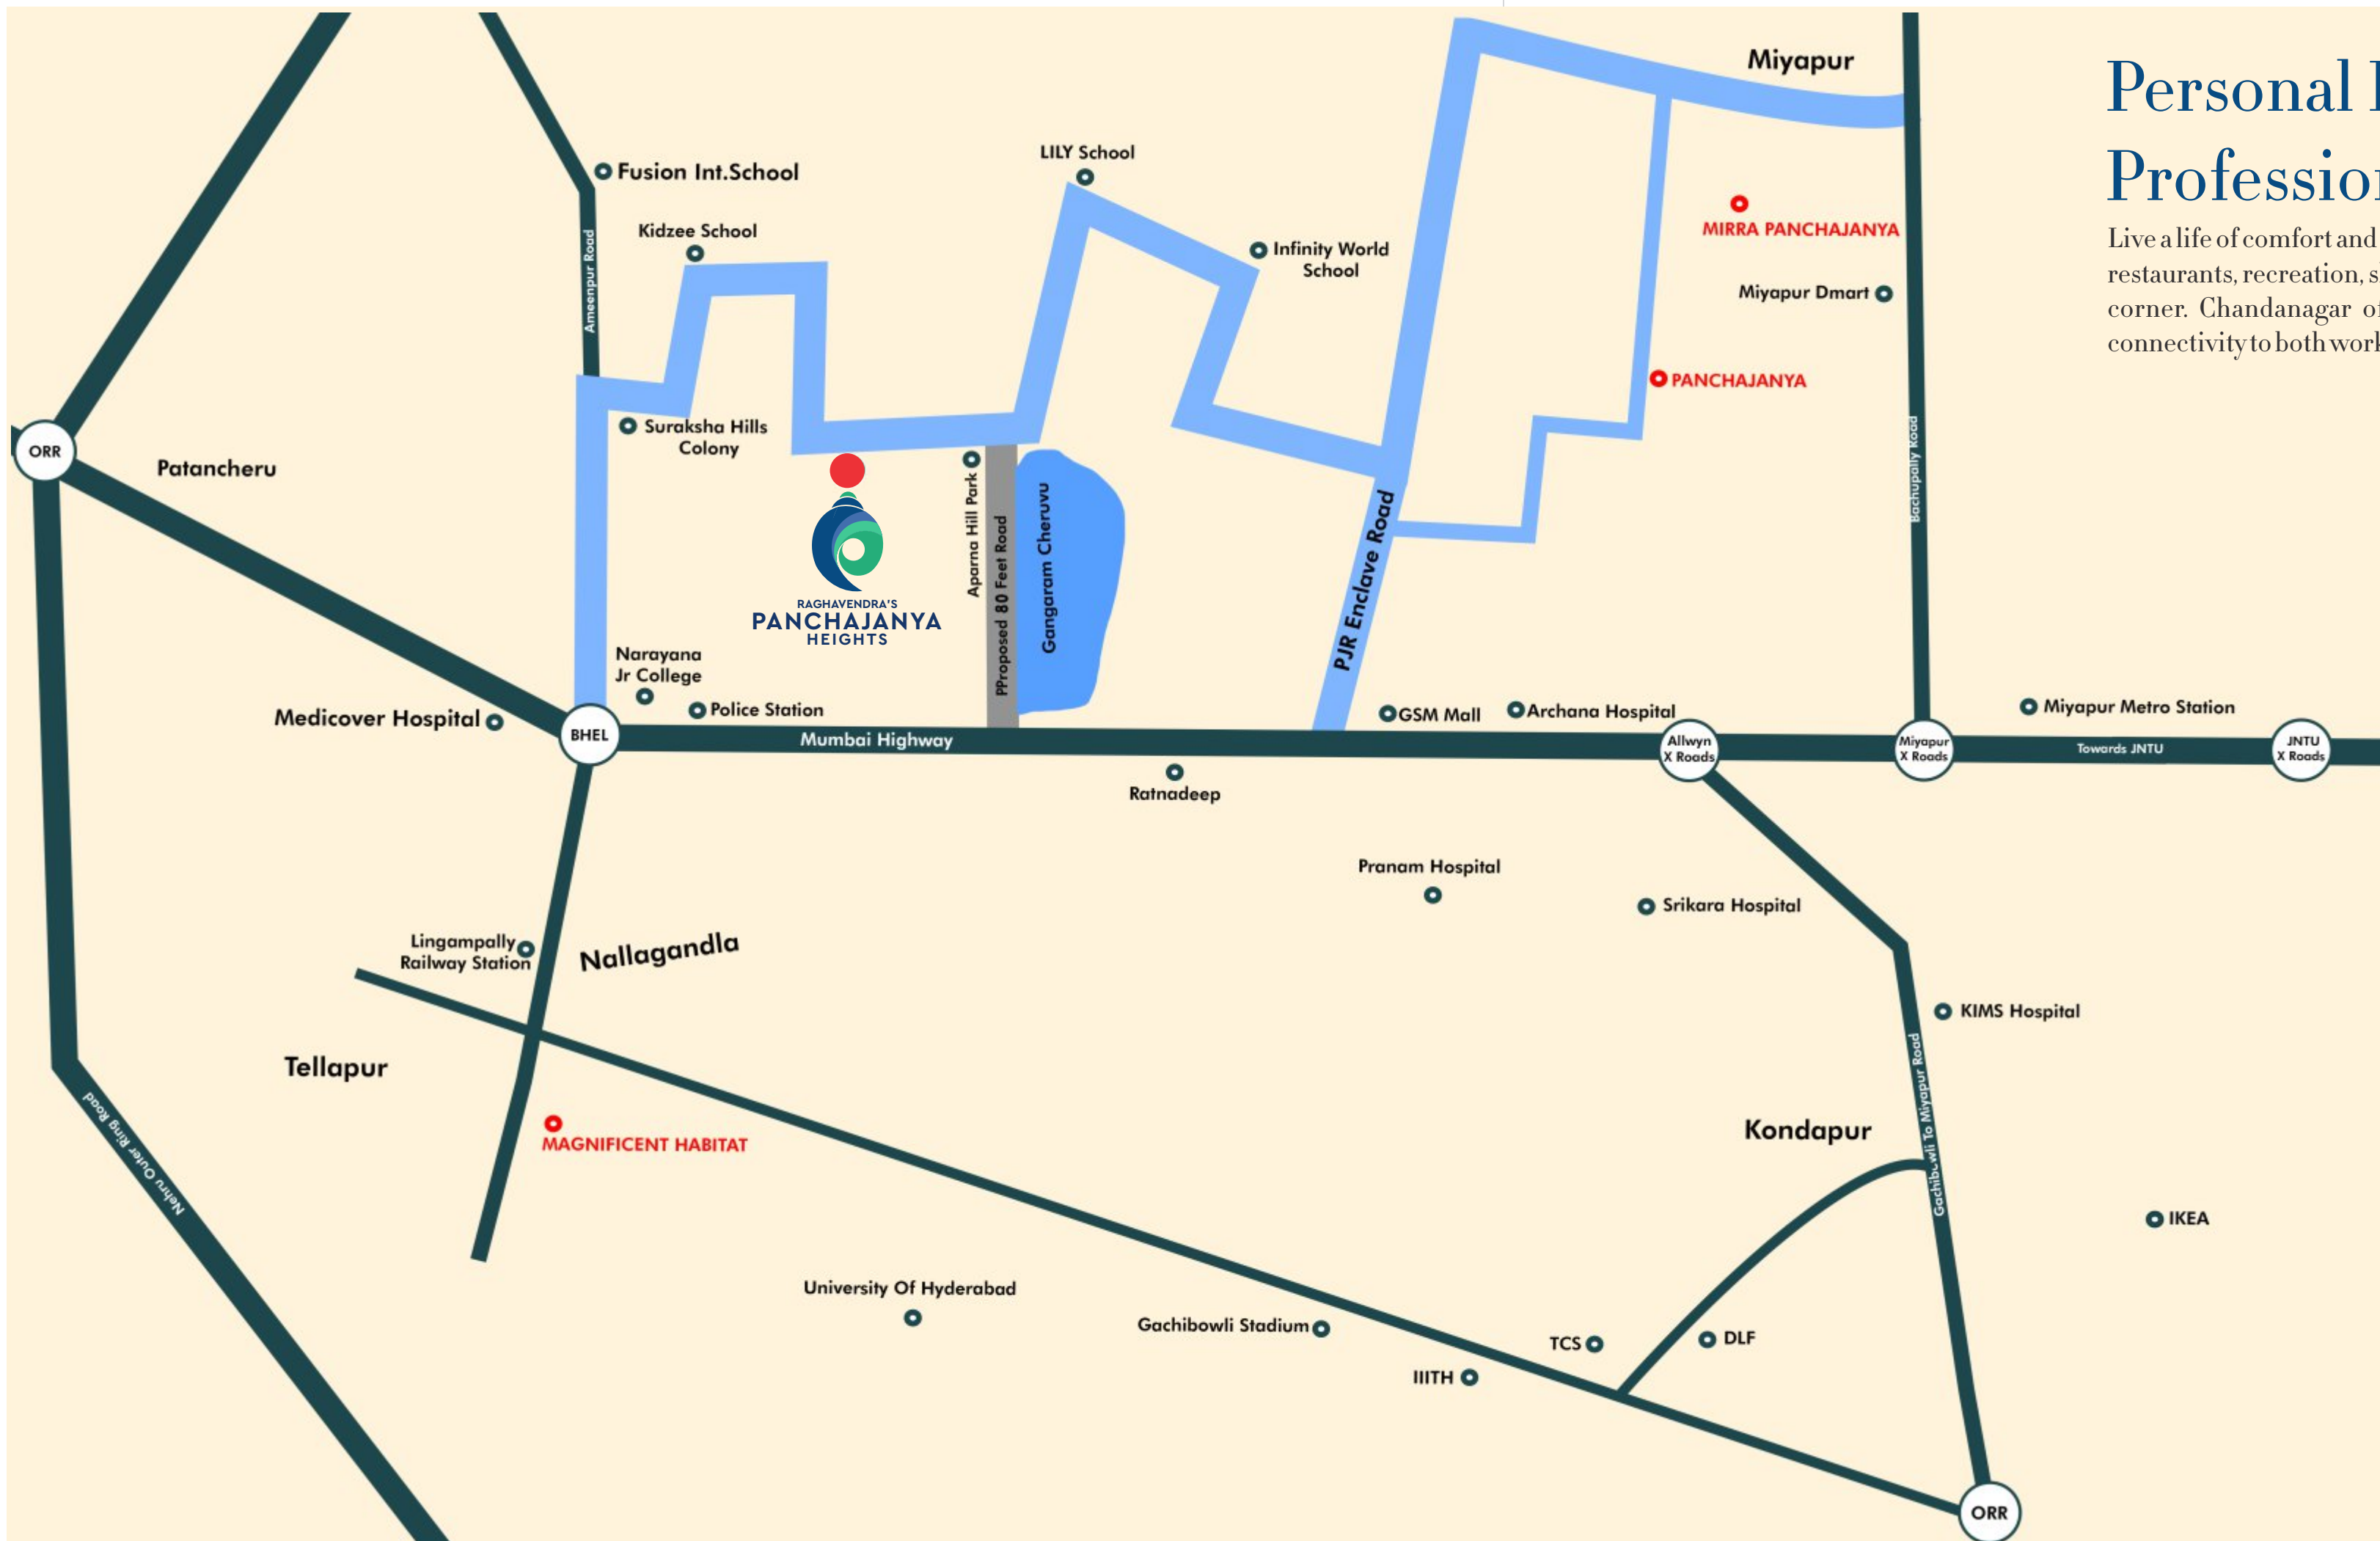 Personal
Professio
Live a life of comfort and
restaurants, recreation, s
corner. Chandanagar o
connectivity to both work
Miyapur
LILY School
Fusion Int.School
Kidzee School
Infinity World
School
MIRRA PANCHAJANYA
Miyapur Dmart
Ameenpur Road
PANCHAJANYA
Suraksha Hills
Colony
ORR
Patancheru
Bachupally Road
Aparna Hill Park
PProposed 80 Feet Road
Gangaram Cheruvu
PJR Enclave Road
RAGHAVENDRA'S
PANCHAJANYA
HEIGHTS
Narayana
Jr College
Police Station
Medicover Hospital
BHEL
Mumbai Highway
GSM Mall
Archana Hospital
Allwyn
X Roads
Miyapur
X Roads
Miyapur Metro Station
Towards JNTU
JNTU
X Roads
Ratnadeep
Pranam Hospital
Srikara Hospital
Lingampally
Railway Station
Nallagandla
KIMS Hospital
Tellapur
Nehru Outer Ring Road
MAGNIFICENT HABITAT
Kondapur
Gachibowli To Miyapur Road
IKEA
University Of Hyderabad
Gachibowli Stadium
TCS
DLF
IIITH
ORR